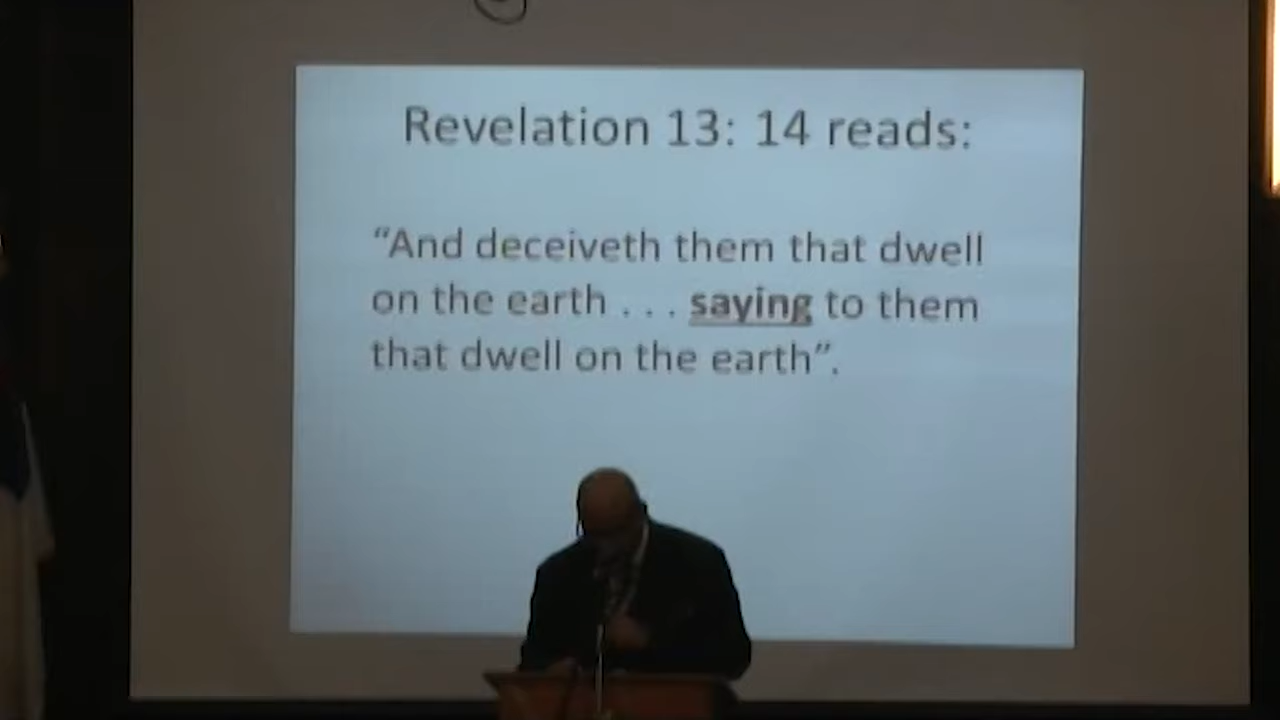 Revelation 13: 14 reads:
“And deceiveth them that dwell
on the earth . . . saying to them
that dwell on the earth”.